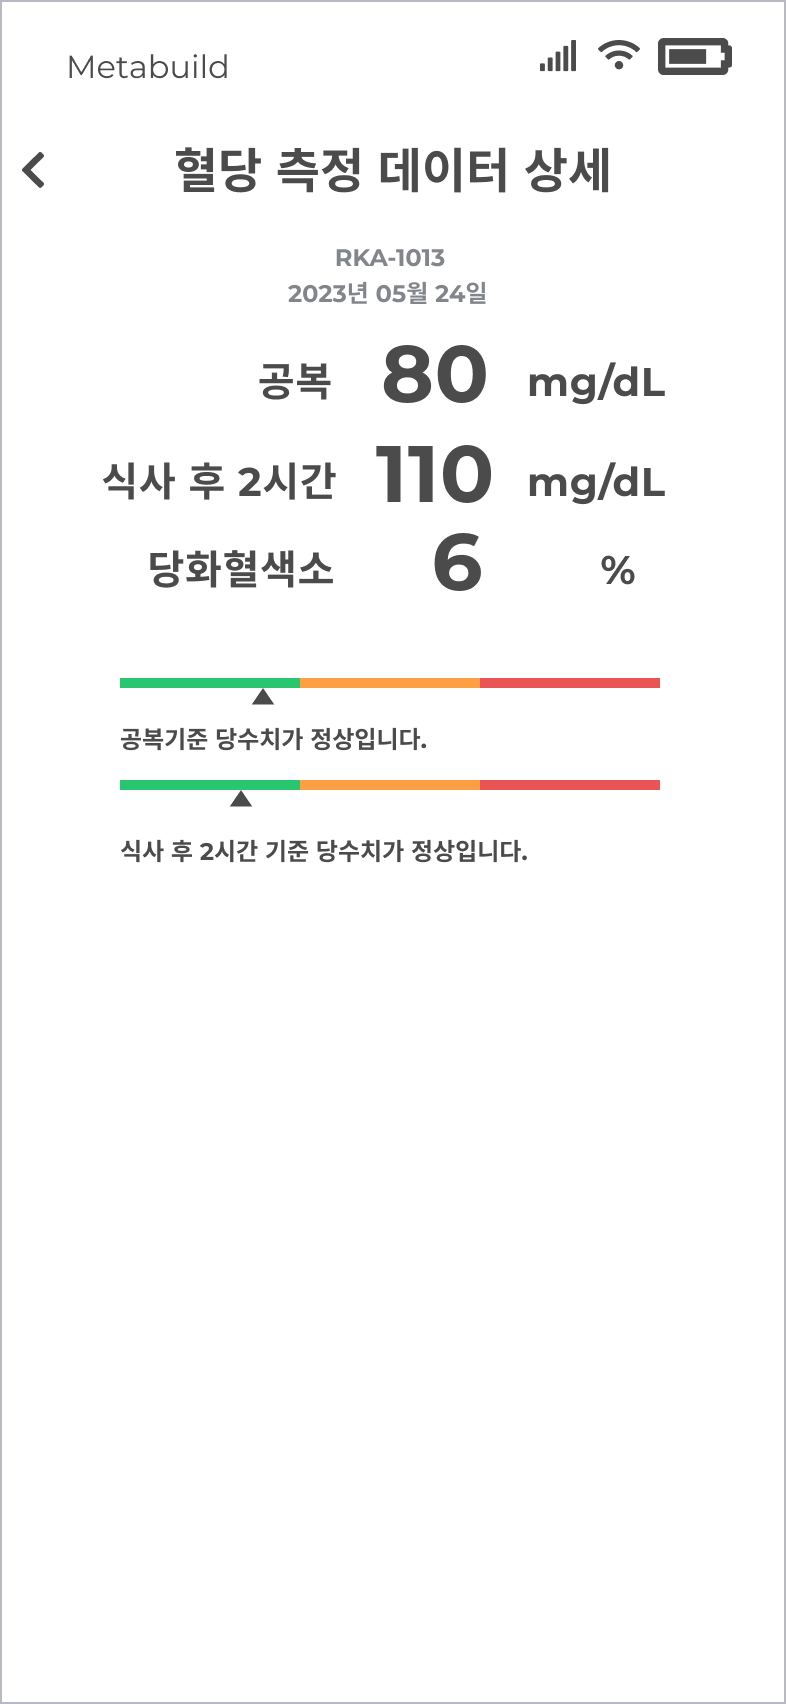 Metabuild
혈당 측정 데이터 상세
RKA-1013
2023년 05월 24일
공복 80 mg/dL
식사 후 2시간 110 mg/dL
당화혈색소 6 %
공복기준 당수치가 정상입니다.
식사 후 2시간 기준 당수치가 정상입니다.